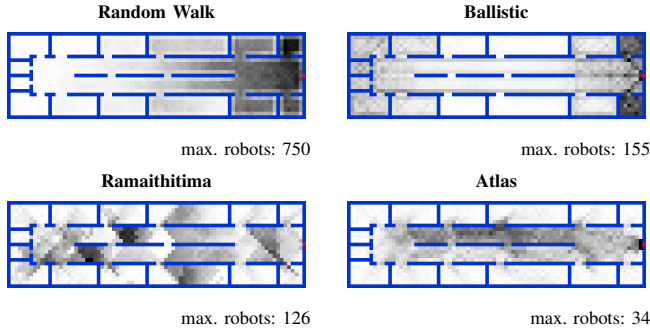 Random Walk
Ballistic
max. robots: 750
max. robots: 155
Ramaithitima
Atlas
max. robots: 126
max. robots: 34